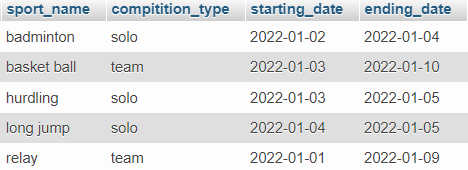 sport_name compitition_type starting_date ending_date
badminton solo 2022-01-02 2022-01-04
basket ball team 2022-01-03 2022-01-10
hurdling solo 2022-01-03 2022-01-05
long jump solo 2022-01-04 2022-01-05
relay team 2022-01-01 2022-01-09